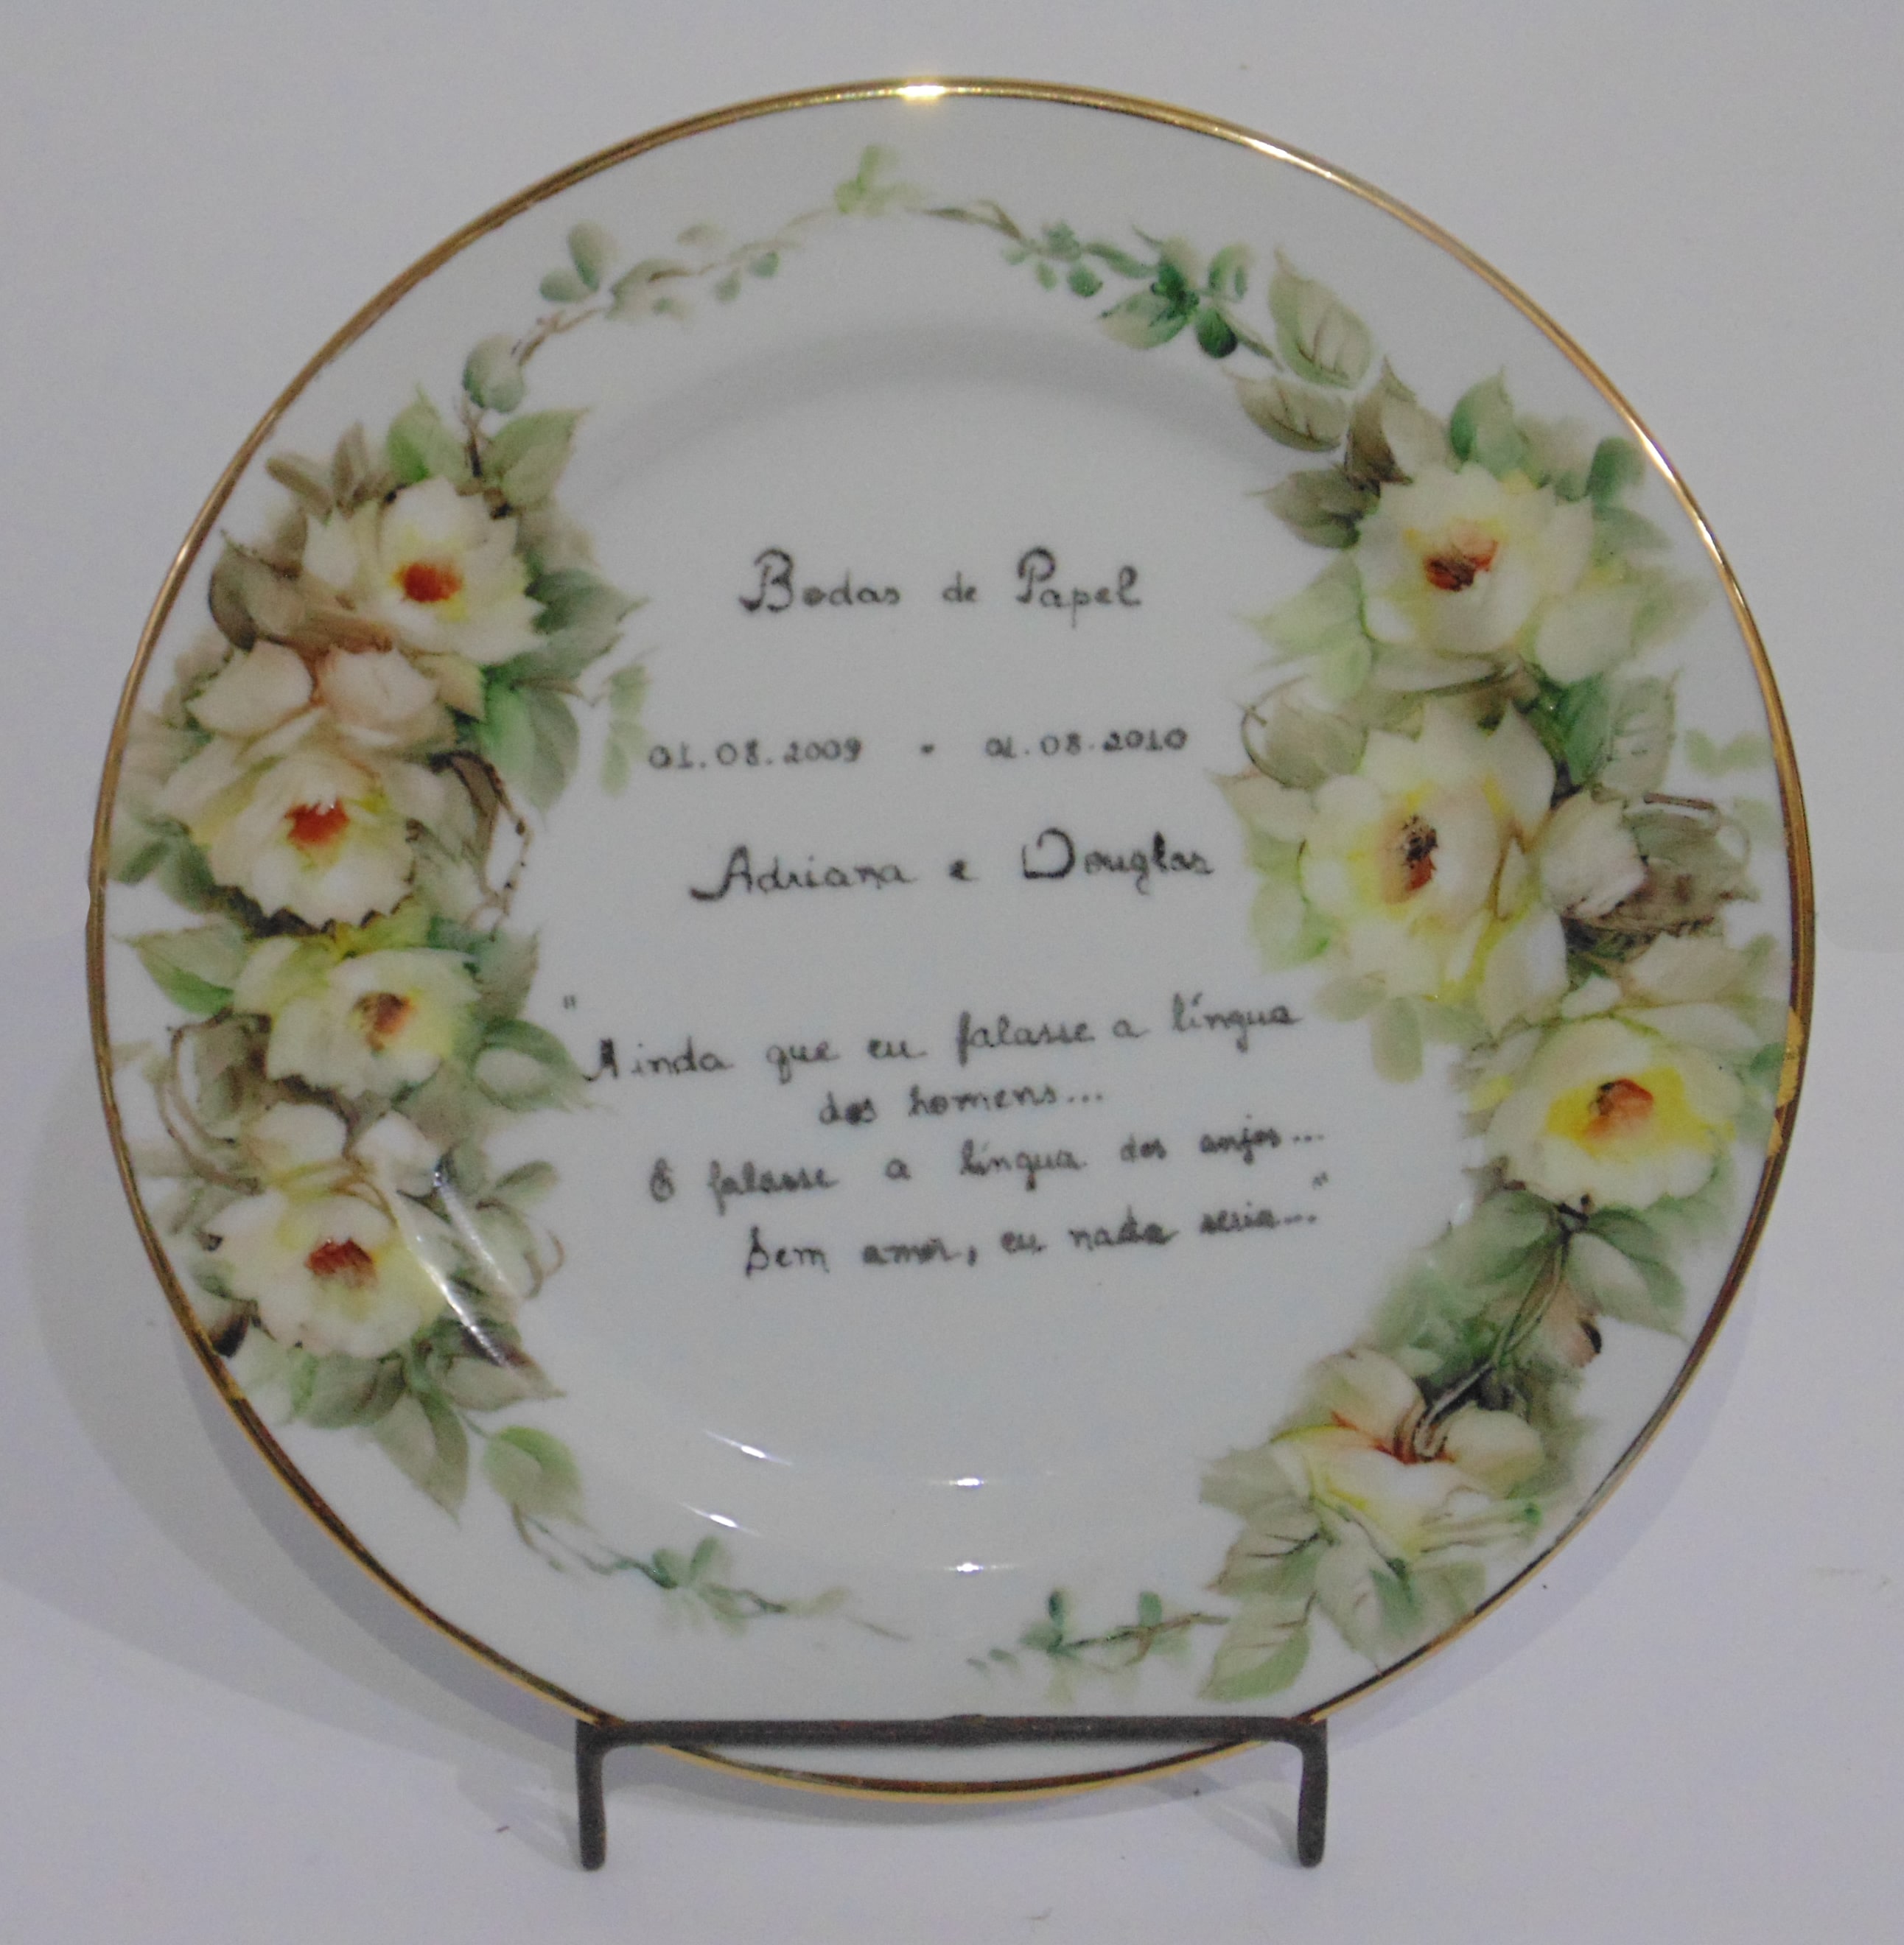 Bodas de Papel
01.08.2009 - 01.08.2010
Adriana e Douglas
"Ainda que eu falasse a língua
dos homens...
E falasse a língua dos anjos...
Sem amor, eu nada seria..."